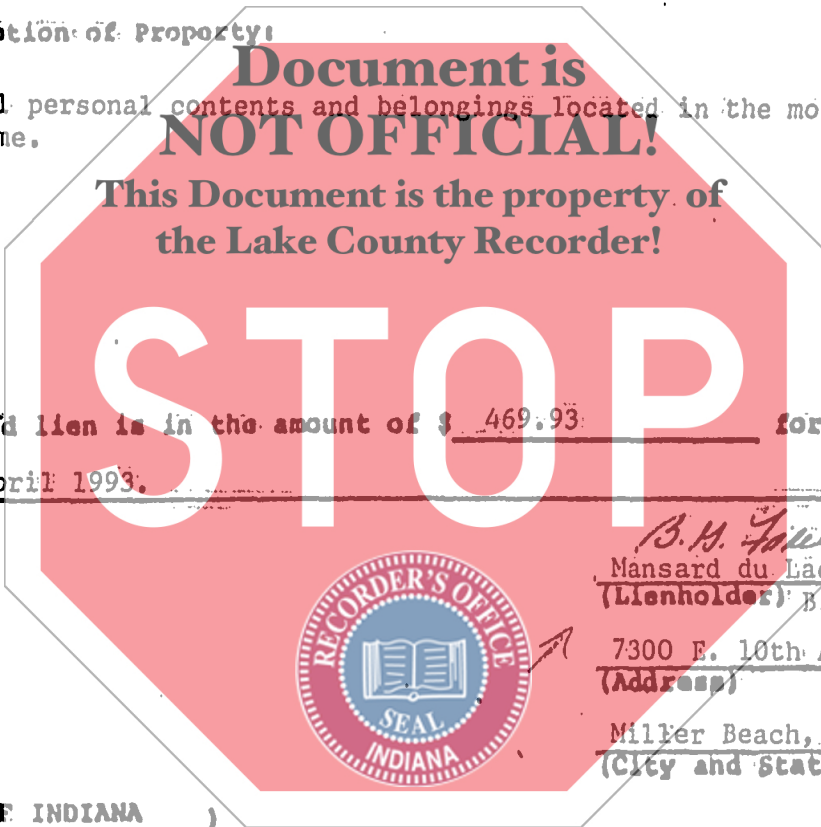 tion of Property:
Document is
personal contents and belongings located in the mo
NOT OFFICIAL!
This Document is the property of
the Lake County Recorder!
STOP
d lien is in the amount of $ 469.93 for
pril 1993.
B.H.
Mansard du Lac
(Lienholder) B
7300 E. 10th A
(Address)
Miller Beach,
(City and Stat
RECORDER'S OFFICE
SEAL
INDIANA
F INDIANA )